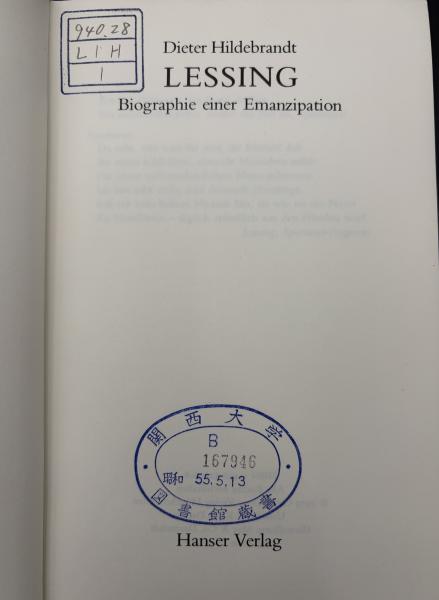 940.28
LIH
1
Dieter Hildebrandt
LESSING
Biographie einer Emanzipation
関西大学
B
167946
昭和 55.5.13
図書館蔵書
Hanser Verlag